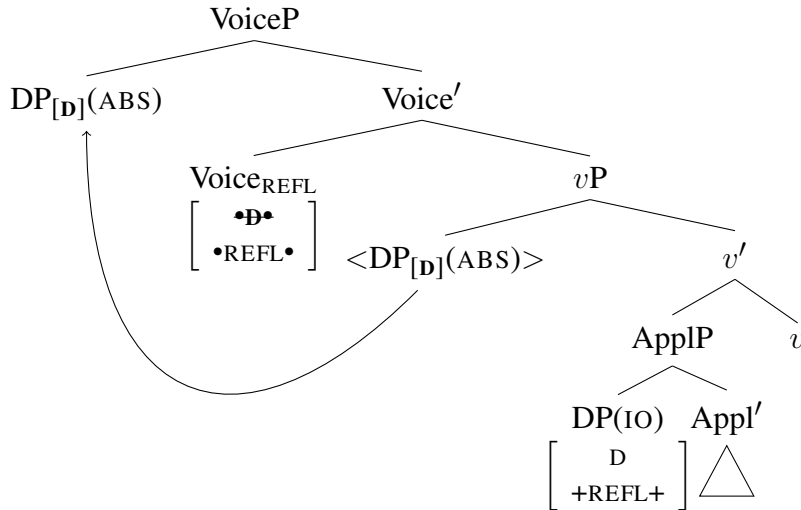 VoiceP
DP[D](ABS) Voice′
VoiceREFL vP
•D•
•REFL• <DP[D](ABS)> v′
ApplP v
DP(IO) Appl′
D
+REFL+